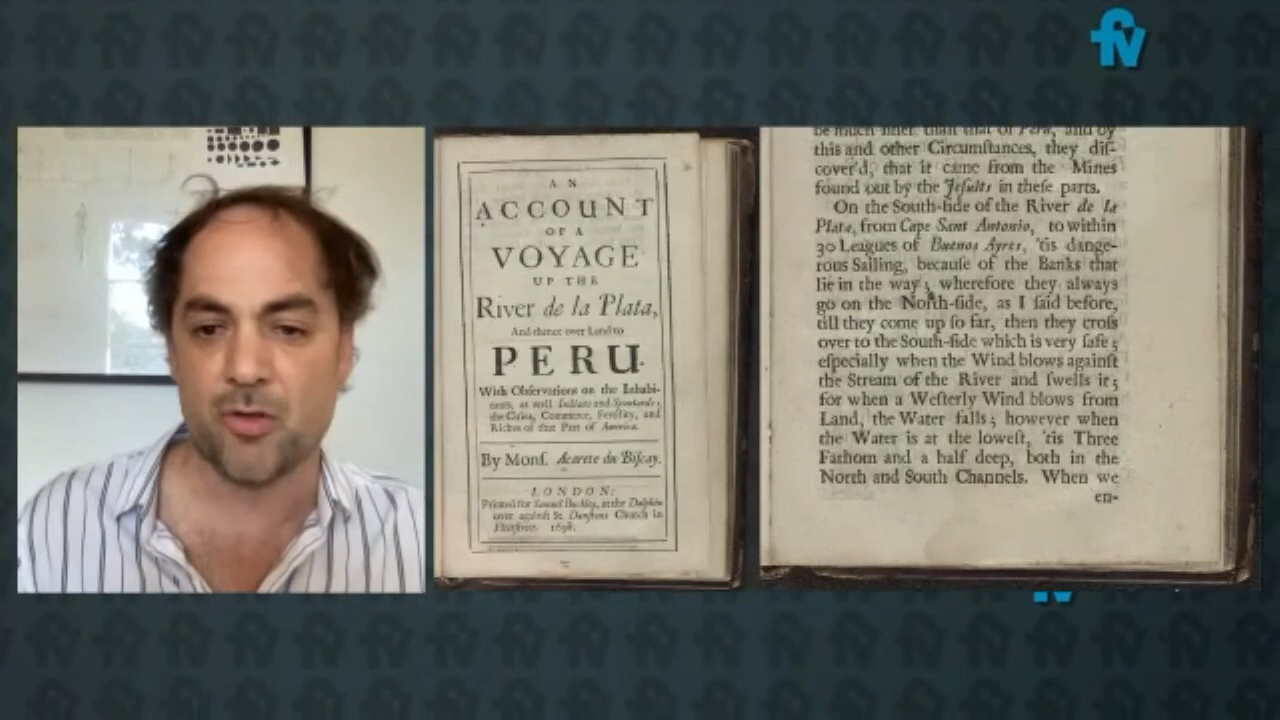 fv
AN
ACCOUNT
OF A
VOYAGE
UP THE
River de la Plata,
And thence over Land to
PERU.
With Observations on the Inhabi-
tants, as well Indians and Spaniards;
the Cities, Commerce, Fertility, and
Riches of that Part of America.
By Monſ. Acarete du Biſcay.
LONDON:
Printed for Samuel Buckley, at the Dolphin
over againſt St. Dunſtans Church in
Fleetſtreet. 1698.
be much finer than that of Peru, and by
this and other Circumſtances, they diſ-
cover'd, that it came from the Mines
found out by the Jeſuits in theſe parts.
On the South-ſide of the River de la
Plata, from Cape Sant Antonio, to within
30 Leagues of Buenos Ayres, 'tis dange-
rous Sailing, becauſe of the Banks that
lie in the way; wherefore they always
go on the North-ſide, as I ſaid before,
till they come up ſo far, then they croſs
over to the South-ſide which is very ſafe;
eſpecially when the Wind blows againſt
the Stream of the River and ſwells it;
for when a Weſterly Wind blows from
Land, the Water falls; however when
the Water is at the loweſt, 'tis Three
Fathom and a half deep, both in the
North and South Channels. When we
en-